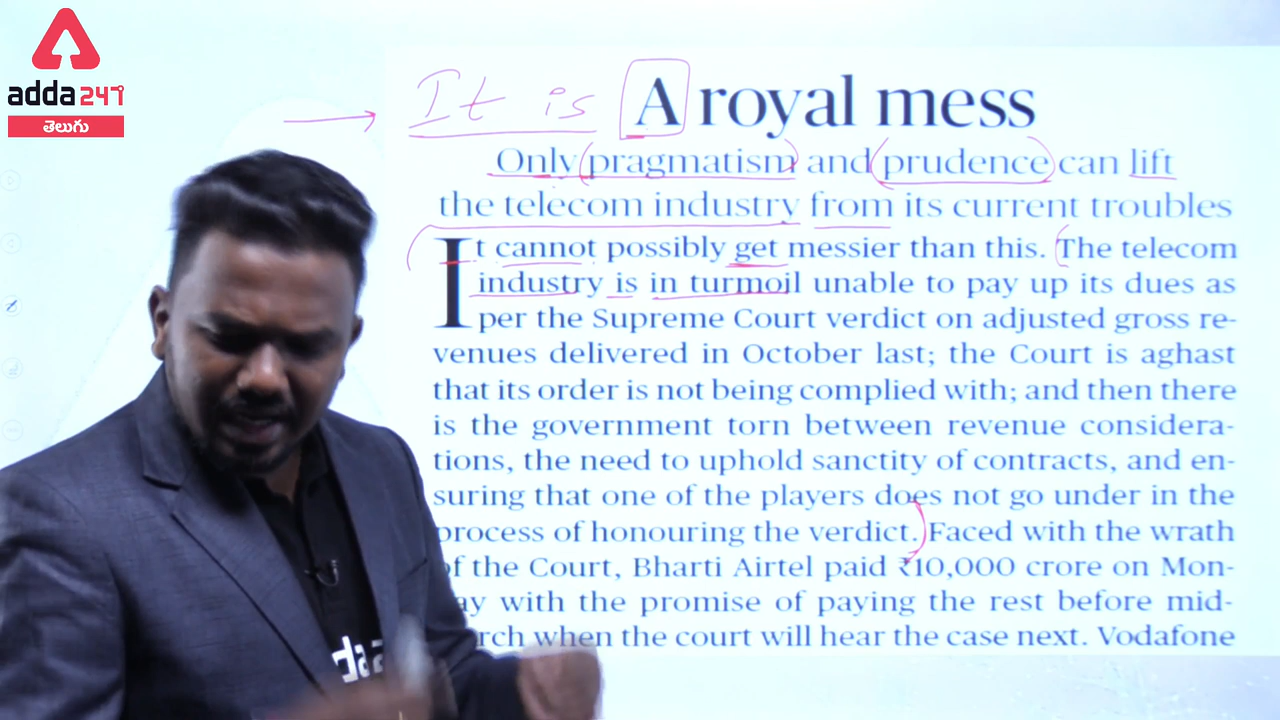 adda247
తెలుగు
It is A royal mess
Only pragmatism and prudence can lift
the telecom industry from its current troubles
It cannot possibly get messier than this. The telecom
industry is in turmoil unable to pay up its dues as
per the Supreme Court verdict on adjusted gross re-
venues delivered in October last; the Court is aghast
that its order is not being complied with; and then there
is the government torn between revenue considera-
tions, the need to uphold sanctity of contracts, and en-
suring that one of the players does not go under in the
process of honouring the verdict. Faced with the wrath
of the Court, Bharti Airtel paid ₹10,000 crore on Mon-
ay with the promise of paying the rest before mid-
rch when the court will hear the case next. Vodafone